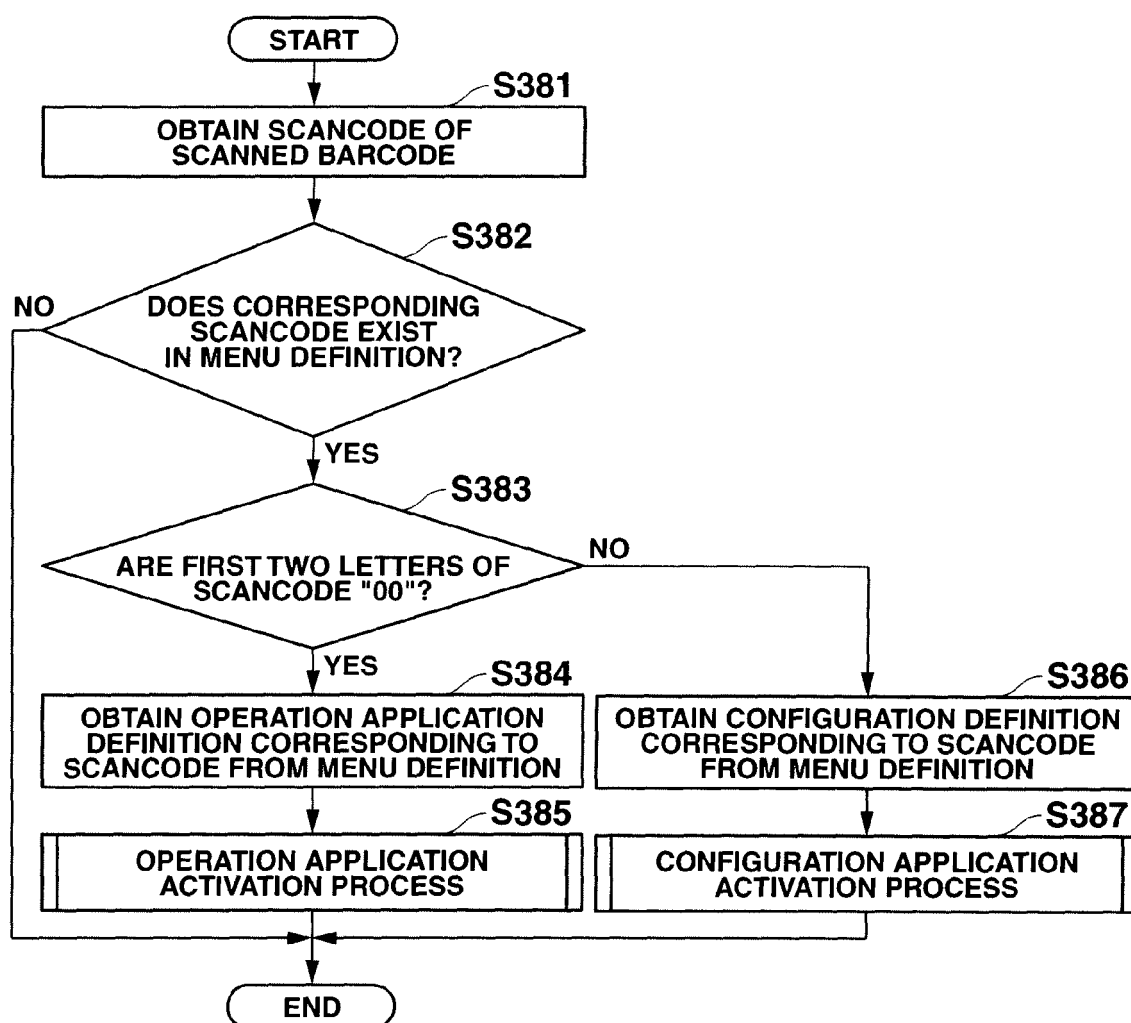 START
S381
OBTAIN SCANCODE OF
SCANNED BARCODE
S382
NO
DOES CORRESPONDING
SCANCODE EXIST
IN MENU DEFINITION?
YES
S383
NO
ARE FIRST TWO LETTERS OF
SCANCODE "00"?
YES
S384
OBTAIN OPERATION APPLICATION
DEFINITION CORRESPONDING TO
SCANCODE FROM MENU DEFINITION
S386
OBTAIN CONFIGURATION DEFINITION
CORRESPONDING TO SCANCODE
FROM MENU DEFINITION
S385
OPERATION APPLICATION
ACTIVATION PROCESS
S387
CONFIGURATION APPLICATION
ACTIVATION PROCESS
END